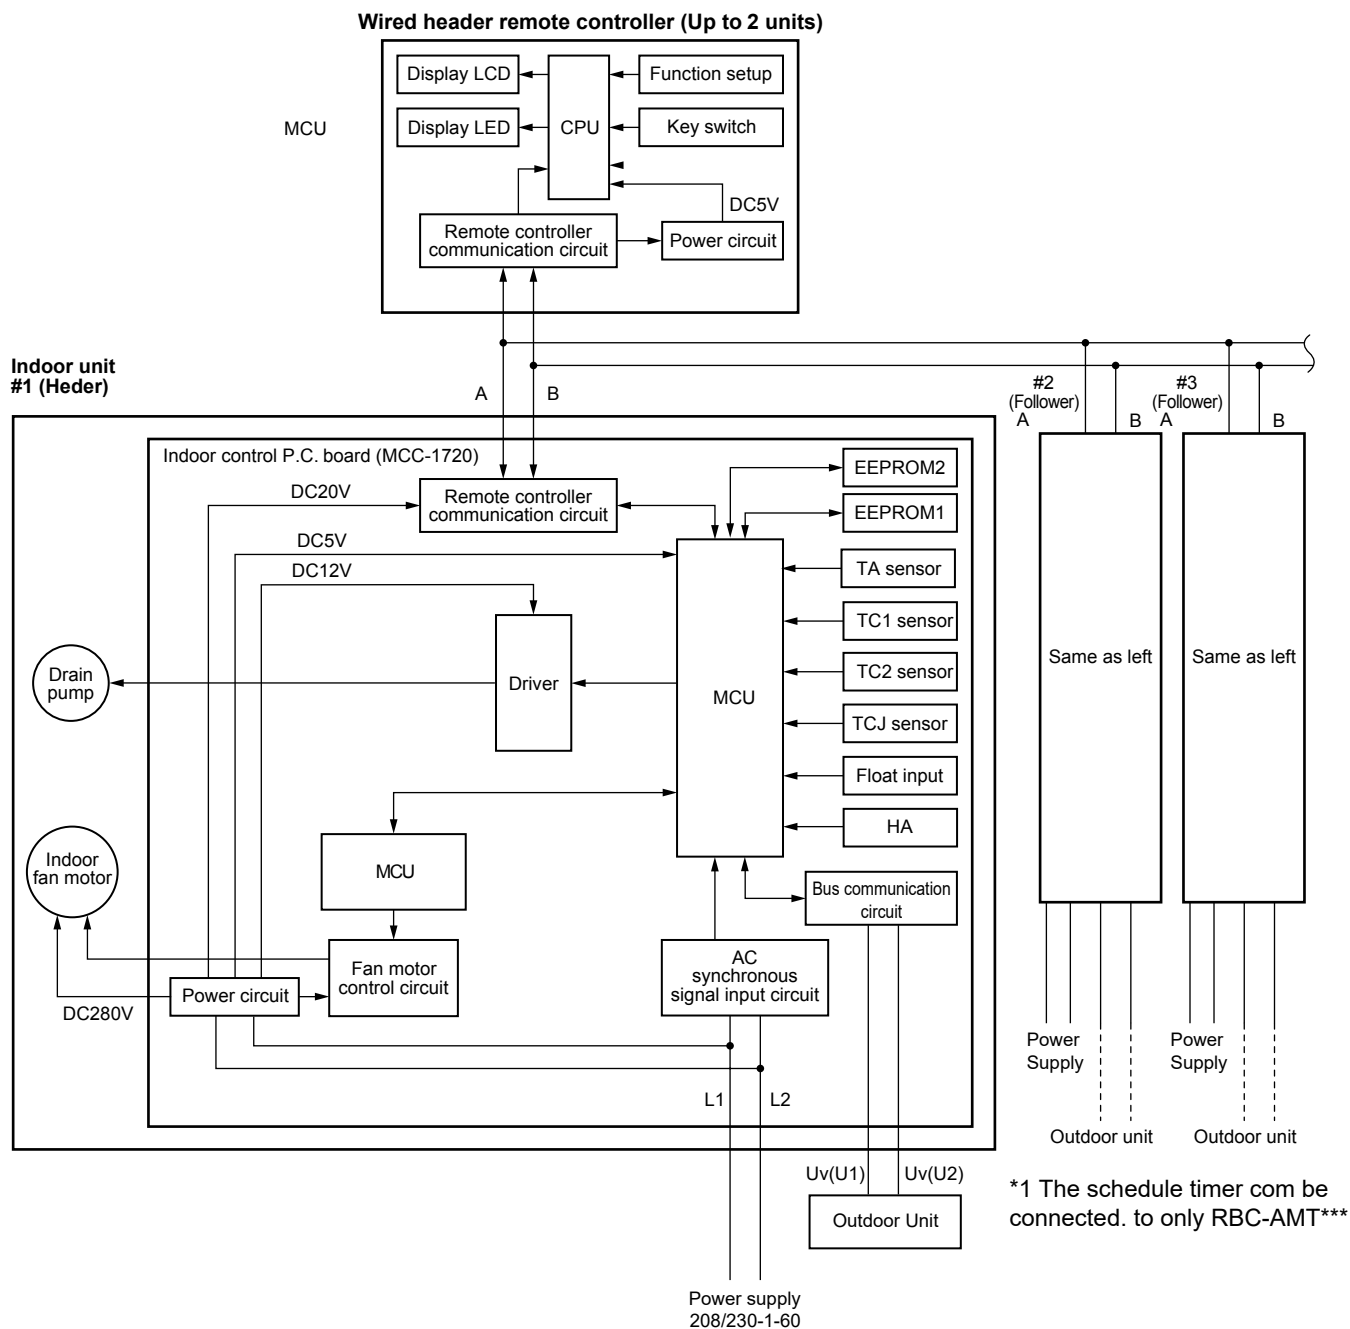 Wired header remote controller (Up to 2 units)
Display LCD
Function setup
MCU
Display LED
CPU
Key switch
DC5V
Remote controller
communication circuit
Power circuit
Indoor unit
#1 (Heder)
A
B
#2
(Follower)
A
B
#3
(Follower)
A
B
Indoor control P.C. board (MCC-1720)
EEPROM2
DC20V
Remote controller
communication circuit
EEPROM1
DC5V
DC12V
TA sensor
TC1 sensor
Same as left
Same as left
Drain
pump
Driver
MCU
TC2 sensor
TCJ sensor
Float input
HA
Indoor
fan motor
MCU
Bus communication
circuit
Fan motor
control circuit
AC
synchronous
signal input circuit
Power circuit
DC280V
Power
Supply
Power
Supply
L1
L2
Outdoor unit
Outdoor unit
Uv(U1)
Uv(U2)
Outdoor Unit
*1 The schedule timer com be
connected. to only RBC-AMT***
Power supply
208/230-1-60